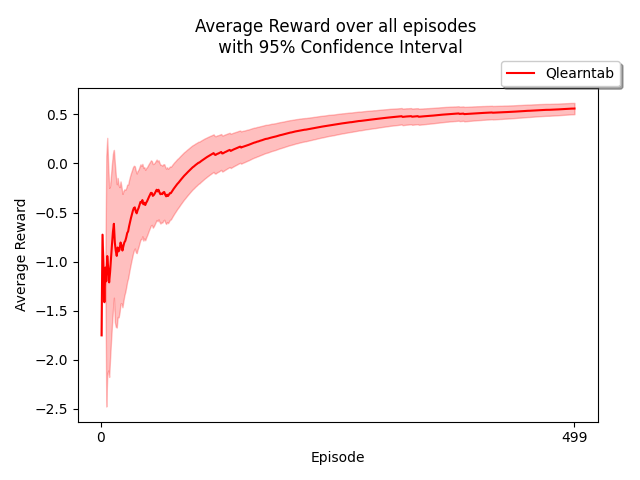 Average Reward over all episodes
with 95% Confidence Interval
Qlearntab
0.5
0.0
−0.5
−1.0
−1.5
−2.0
−2.5
Average Reward
0
499
Episode